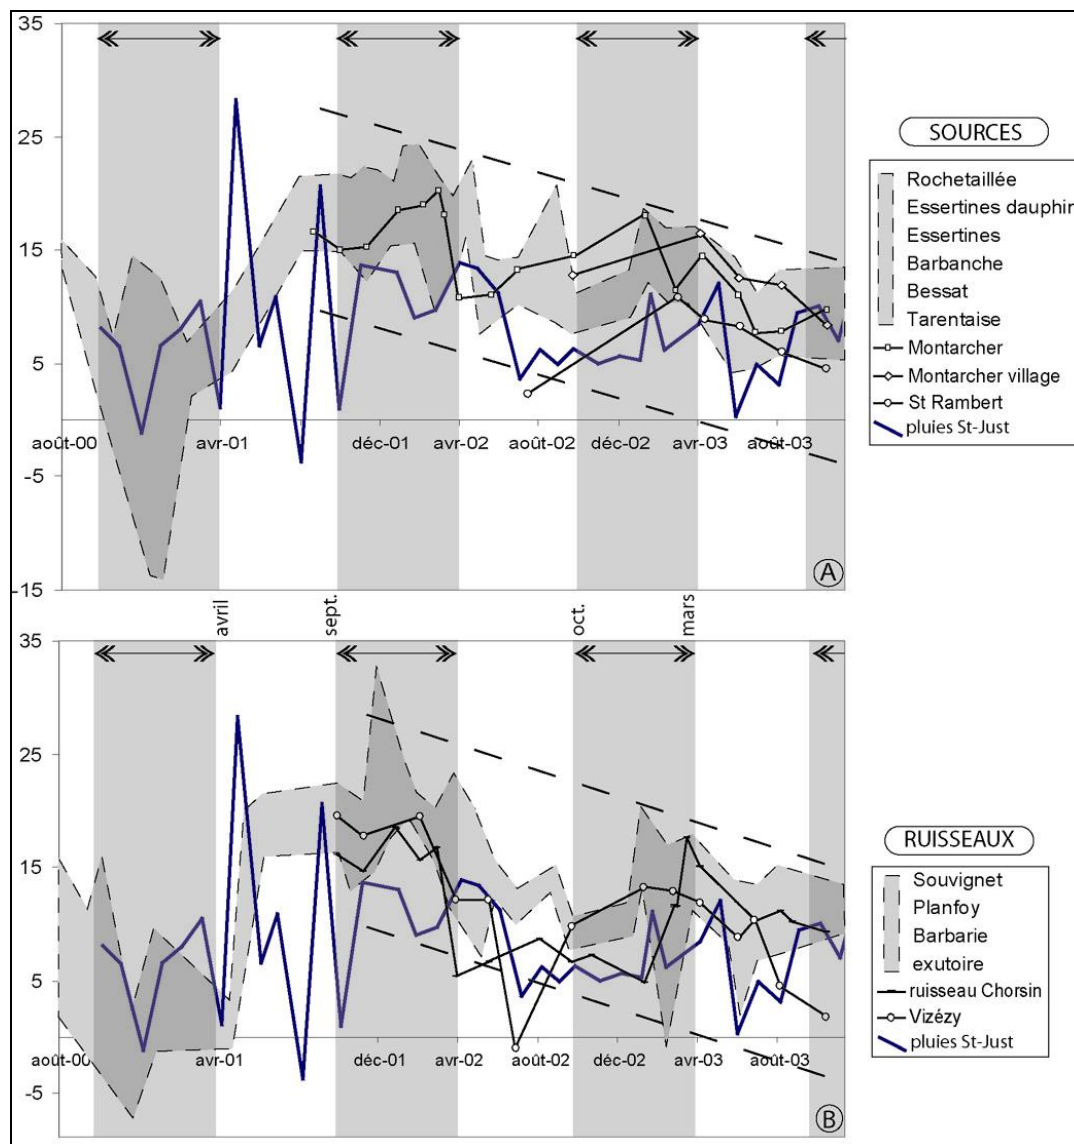 35
25
15
5
-5
-15
août-00
avr-01
déc-01
avr-02
août-02
déc-02
avr-03
août-03
A
SOURCES
Rochetaillée
Essertines dauphin
Essertines
Barbanche
Bessat
Tarentaise
Montarcher
Montarcher village
St Rambert
pluies St-Just
avril
sept.
oct.
mars
35
25
15
5
-5
août-00
avr-01
déc-01
avr-02
août-02
déc-02
avr-03
août-03
B
RUISSEAUX
Souvignet
Planfoy
Barbarie
exutoire
ruisseau Chorsin
Vizézy
pluies St-Just